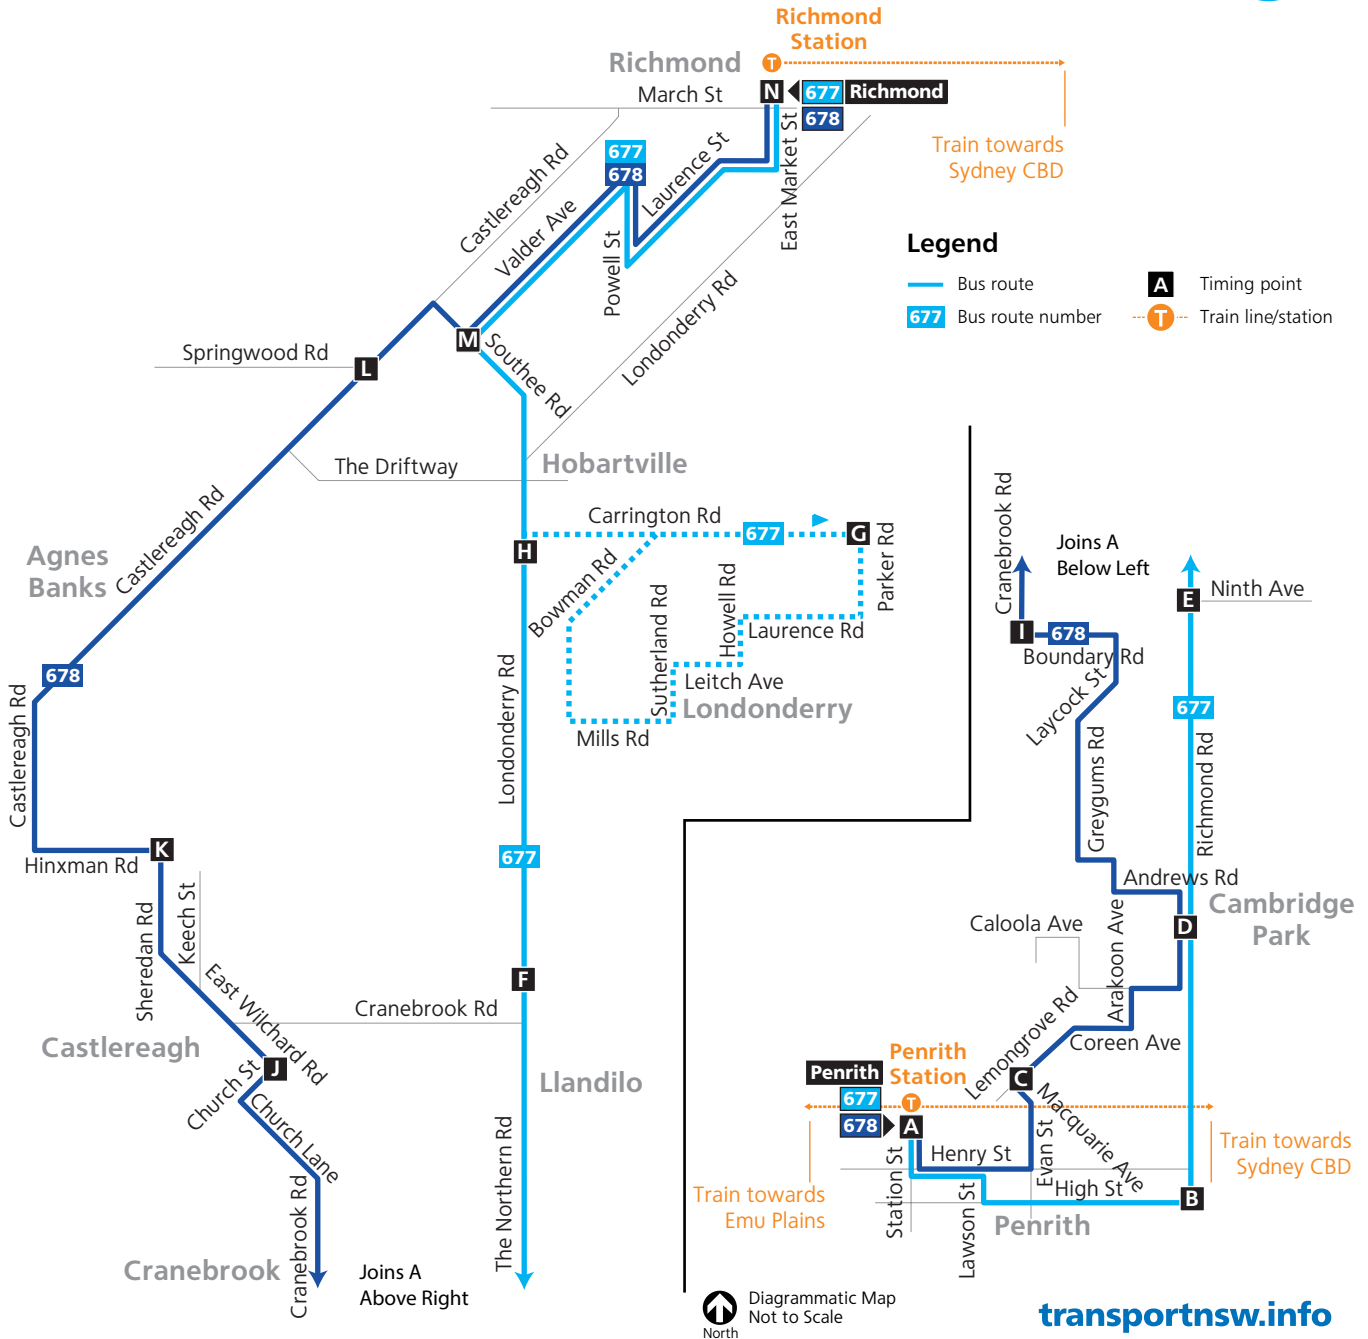 Richmond
Station
T
Richmond
March St
N
677
Richmond
678
Train towards
Sydney CBD
677
678
Castlereagh Rd
Valder Ave
Powell St
Laurence St
East Market St
Londonderry Rd
Legend
Bus route
A
Timing point
677
Bus route number
T
Train line/station
M
Southee Rd
Springwood Rd
L
The Driftway
Hobartville
Castlereagh Rd
Agnes
Banks
Carrington Rd
677
G
H
Bowman Rd
Parker Rd
Howell Rd
Laurence Rd
Sutherland Rd
Leitch Ave
Londonderry
Mills Rd
Londonderry Rd
678
Castlereagh Rd
Hinxman Rd
K
Sheredan Rd
Keech St
677
F
East Wilchard Rd
Cranebrook Rd
Castlereagh
J
Church St
Church Lane
Llandilo
The Northern Rd
Cranebrook Rd
Cranebrook
Joins A
Above Right
Cranebrook Rd
Joins A
Below Left
E
Ninth Ave
I
678
Boundary Rd
Laycock St
677
Greygums Rd
Richmond Rd
Andrews Rd
Cambridge
Park
D
Caloola Ave
Arakoon Ave
Lemongrove Rd
Coreen Ave
Penrith
Station
Penrith
677
678
T
A
C
Macquarie Ave
Henry St
Evan St
High St
B
Station St
Lawson St
Penrith
Train towards
Emu Plains
Train towards
Sydney CBD
North
Diagrammatic Map
Not to Scale
transportnsw.info